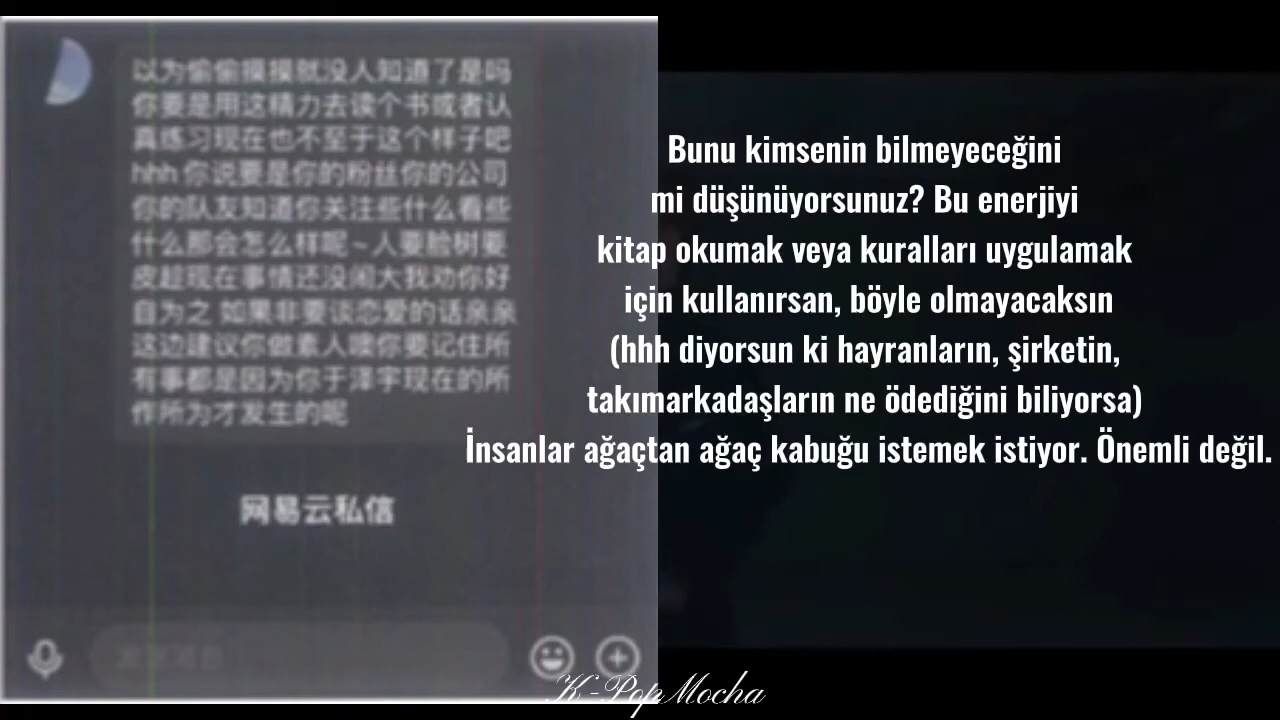 以为偷偷摸摸就没人知道了是吗
你要是用这精力去读个书或者认
真练习现在也不至于这个样子吧
hhh 你说要是你的粉丝你的公司
你的队友知道你关注些什么看些
什么那会怎么样呢~人要脸树要
皮趁现在事情还没闹大我劝你好
自为之 如果非要谈恋爱的话亲亲
这边建议你做素人噢你要记住所
有事都是因为你于泽宇现在的所
作所为才发生的呢
网易云私信
Bunu kimsenin bilmeyeceğini
mi düşünüyorsunuz? Bu enerjiyi
kitap okumak veya kuralları uygulamak
için kullanırsan, böyle olmayacaksın
(hhh diyorsun ki hayranların, şirketin,
takımarkadaşların ne ödediğini biliyorsa)
İnsanlar ağaçtan ağaç kabuğu istemek istiyor. Önemli değil.
K-PopMocha